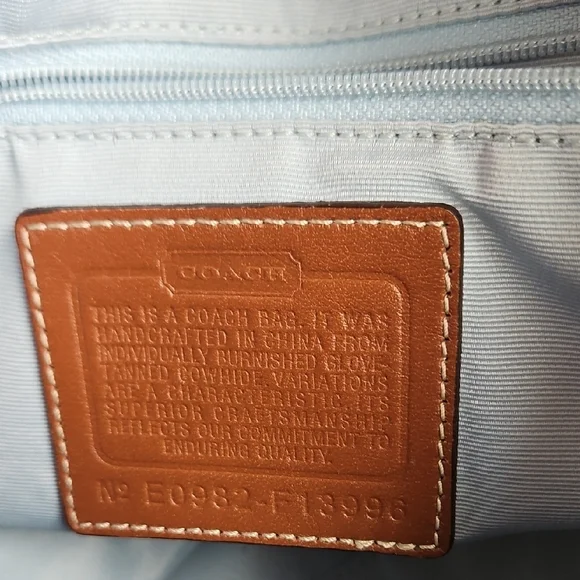 COACH
THIS IS A COACH BAG. IT WAS
HANDCRAFTED IN CHINA FROM
INDIVIDUALLY BURNISHED GLOVE-
TANNED COWHIDE. VARIATIONS
ARE A CHARACTERISTIC. ITS
SUPERIOR CRAFTSMANSHIP
REFLECTS OUR COMMITMENT TO
ENDURING QUALITY.
Nº E0982-F13996